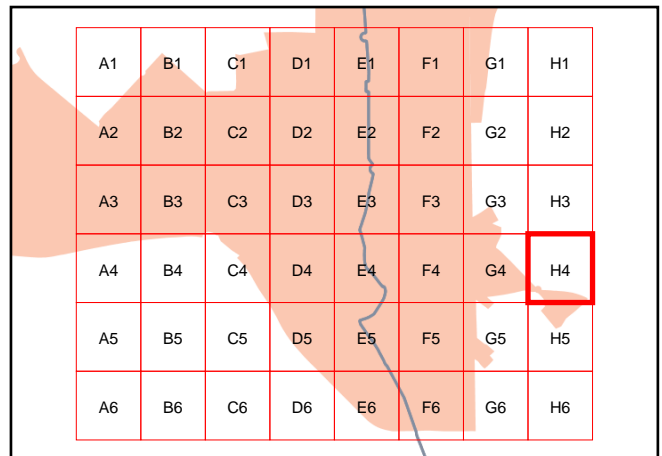 A1 B1 C1 D1 E1 F1 G1 H1
A2 B2 C2 D2 E2 F2 G2 H2
A3 B3 C3 D3 E3 F3 G3 H3
A4 B4 C4 D4 E4 F4 G4 H4
A5 B5 C5 D5 E5 F5 G5 H5
A6 B6 C6 D6 E6 F6 G6 H6